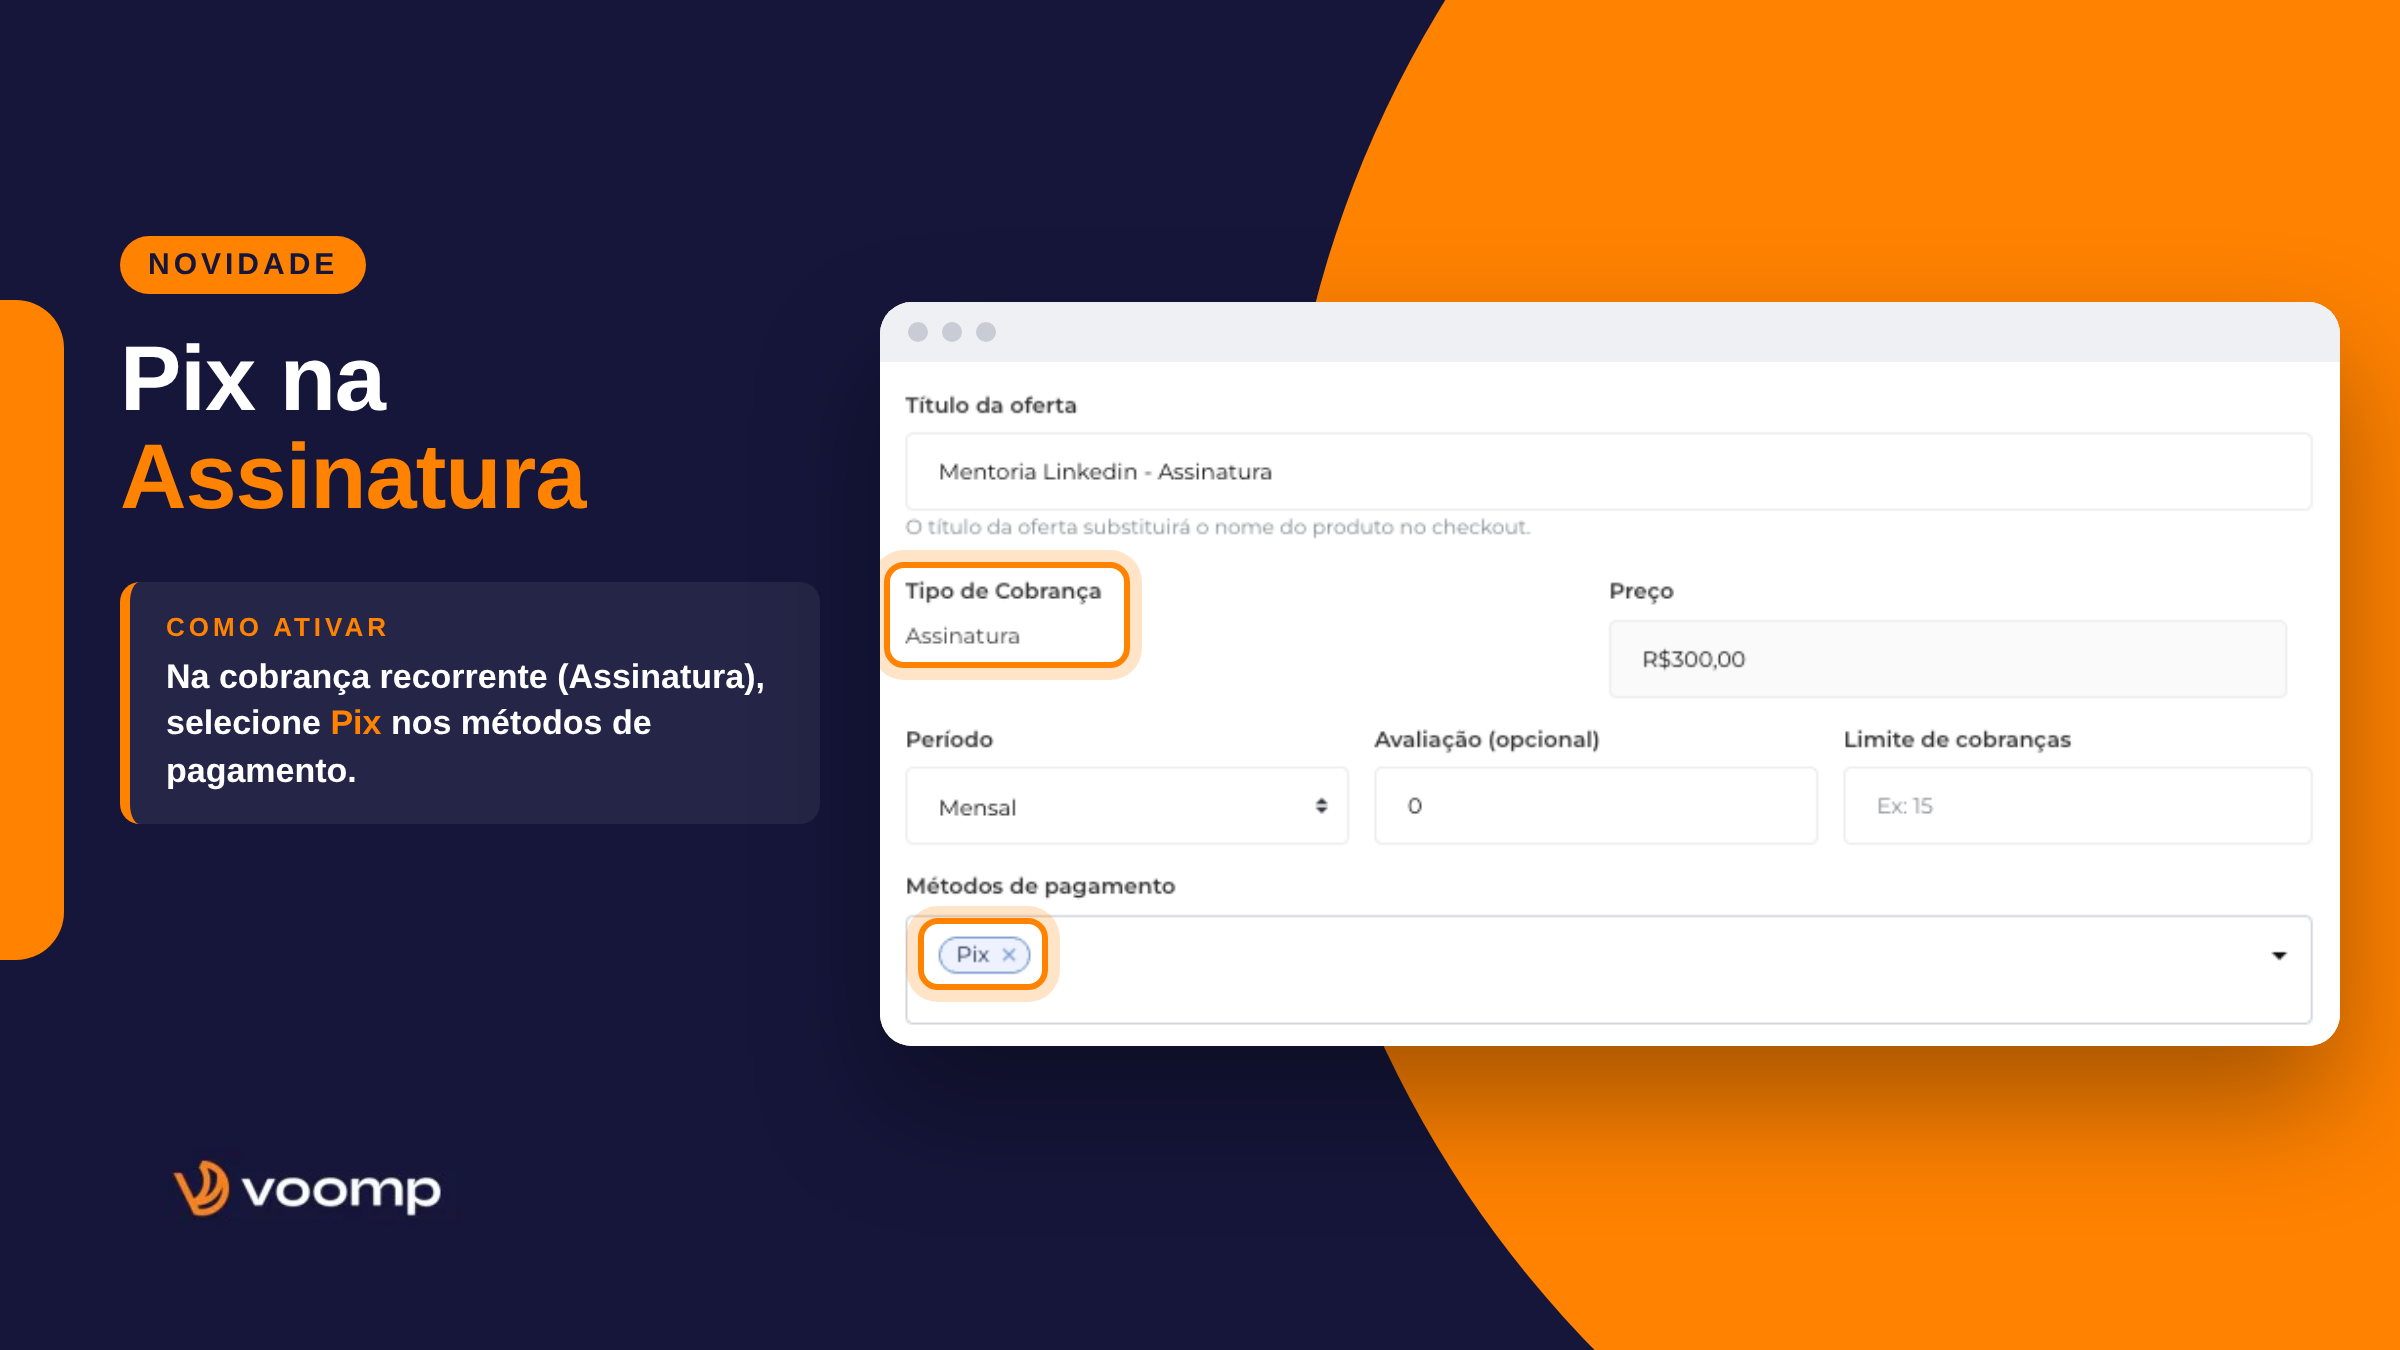 NOVIDADE
Pix na
Assinatura
COMO ATIVAR
Na cobrança recorrente (Assinatura),
selecione Pix nos métodos de
pagamento.
voomp
Título da oferta
Mentoria Linkedin - Assinatura
O título da oferta substituirá o nome do produto no checkout.
Tipo de Cobrança
Assinatura
Preço
R$300,00
Período
Mensal
Avaliação (opcional)
0
Limite de cobranças
Ex: 15
Métodos de pagamento
Pix ×